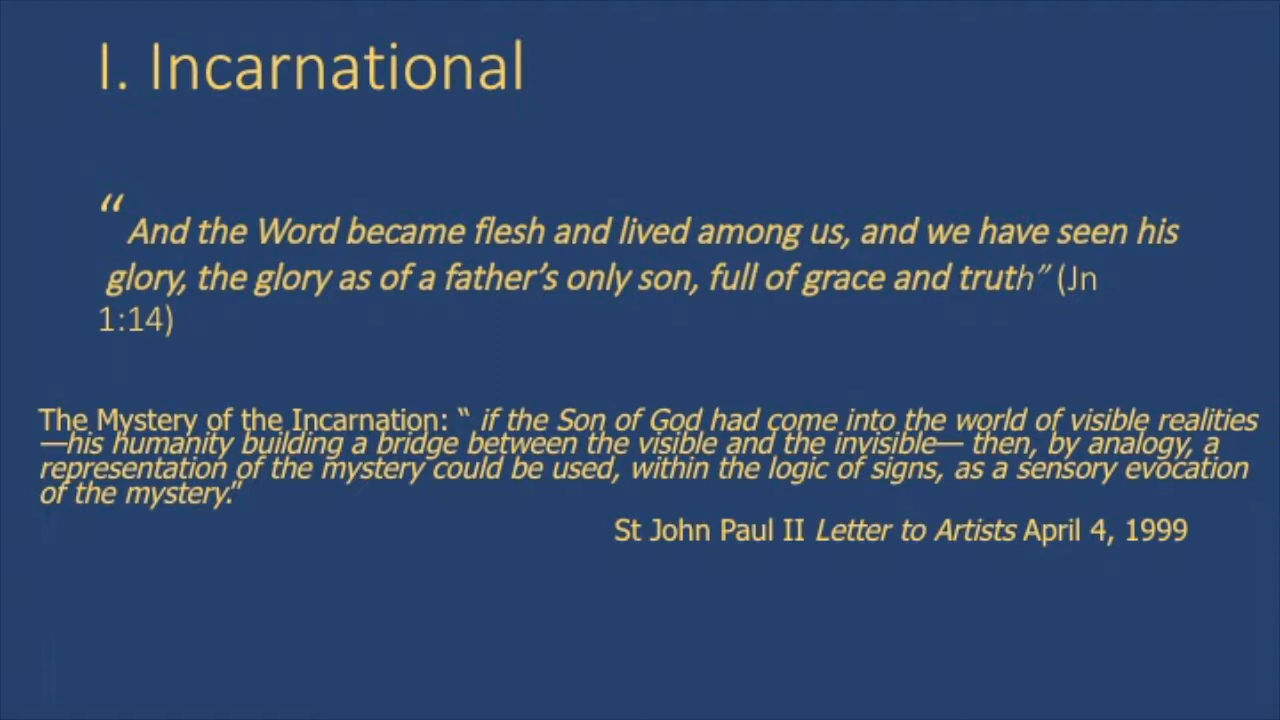 I. Incarnational
“ And the Word became flesh and lived among us, and we have seen his
glory, the glory as of a father’s only son, full of grace and truth” (Jn
1:14)
The Mystery of the Incarnation: “ if the Son of God had come into the world of visible realities
—his humanity building a bridge between the visible and the invisible— then, by analogy, a
representation of the mystery could be used, within the logic of signs, as a sensory evocation
of the mystery.”
St John Paul II Letter to Artists April 4, 1999